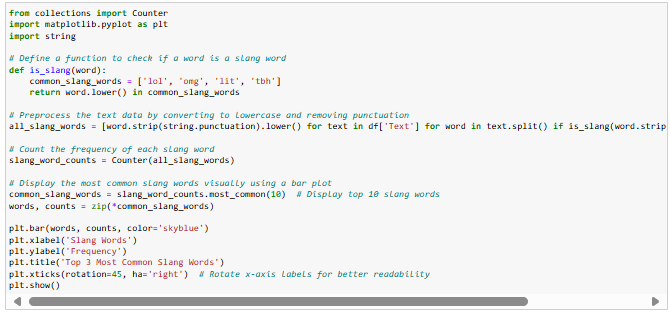 from collections import Counter
import matplotlib.pyplot as plt
import string
# Define a function to check if a word is a slang word
def is_slang(word):
    common_slang_words = ['lol', 'omg', 'lit', 'tbh']
    return word.lower() in common_slang_words
# Preprocess the text data by converting to lowercase and removing punctuation
all_slang_words = [word.strip(string.punctuation).lower() for text in df['Text'] for word in text.split() if is_slang(word.strip
# Count the frequency of each slang word
slang_word_counts = Counter(all_slang_words)
# Display the most common slang words visually using a bar plot
common_slang_words = slang_word_counts.most_common(10)  # Display top 10 slang words
words, counts = zip(*common_slang_words)
plt.bar(words, counts, color='skyblue')
plt.xlabel('Slang Words')
plt.ylabel('Frequency')
plt.title('Top 3 Most Common Slang Words')
plt.xticks(rotation=45, ha='right')  # Rotate x-axis labels for better readability
plt.show()